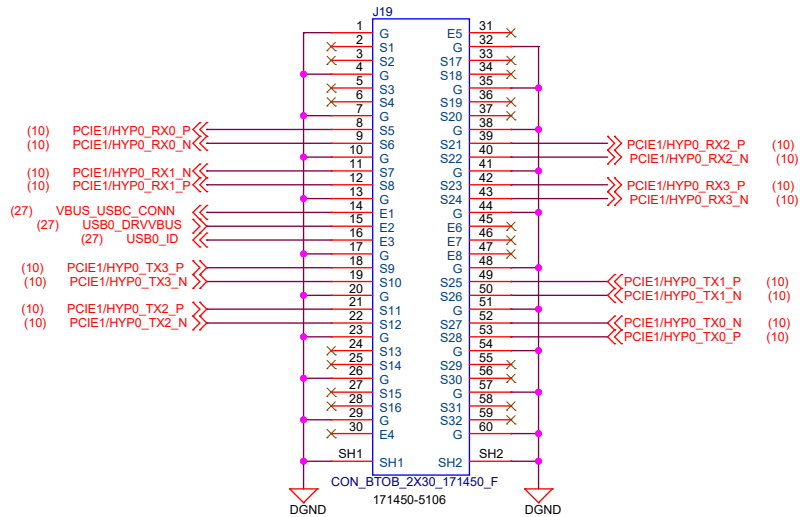 J19
1 G E5 31
2 S1 G 32
3 S2 S17 33
4 G S18 34
5 S3 G 35
6 S4 S19 36
7 G S20 37
(10) PCIE1/HYP0_RX0_P 8 S5 G 38
(10) PCIE1/HYP0_RX0_N 9 S6 S21 39 PCIE1/HYP0_RX2_P (10)
10 G S22 40 PCIE1/HYP0_RX2_N (10)
(10) PCIE1/HYP0_RX1_N 11 S7 G 41
(10) PCIE1/HYP0_RX1_P 12 S8 S23 42 PCIE1/HYP0_RX3_P (10)
13 G S24 43 PCIE1/HYP0_RX3_N (10)
(27) VBUS_USBC_CONN 14 E1 G 44
(27) USB0_DRVVBUS 15 E2 E6 45
(27) USB0_ID 16 E3 E7 46
17 G E8 47
(10) PCIE1/HYP0_TX3_P 18 S9 G 48
(10) PCIE1/HYP0_TX3_N 19 S10 S25 49 PCIE1/HYP0_TX1_P (10)
20 G S26 50 PCIE1/HYP0_TX1_N (10)
(10) PCIE1/HYP0_TX2_P 21 S11 G 51
(10) PCIE1/HYP0_TX2_N 22 S12 S27 52 PCIE1/HYP0_TX0_N (10)
23 G S28 53 PCIE1/HYP0_TX0_P (10)
24 S13 G 54
25 S14 S29 55
26 G S30 56
27 S15 G 57
28 S16 S31 58
29 G S32 59
30 E4 G 60
SH1 SH1 SH2 SH2
CON_BTOB_2X30_171450_F
171450-5106
DGND DGND